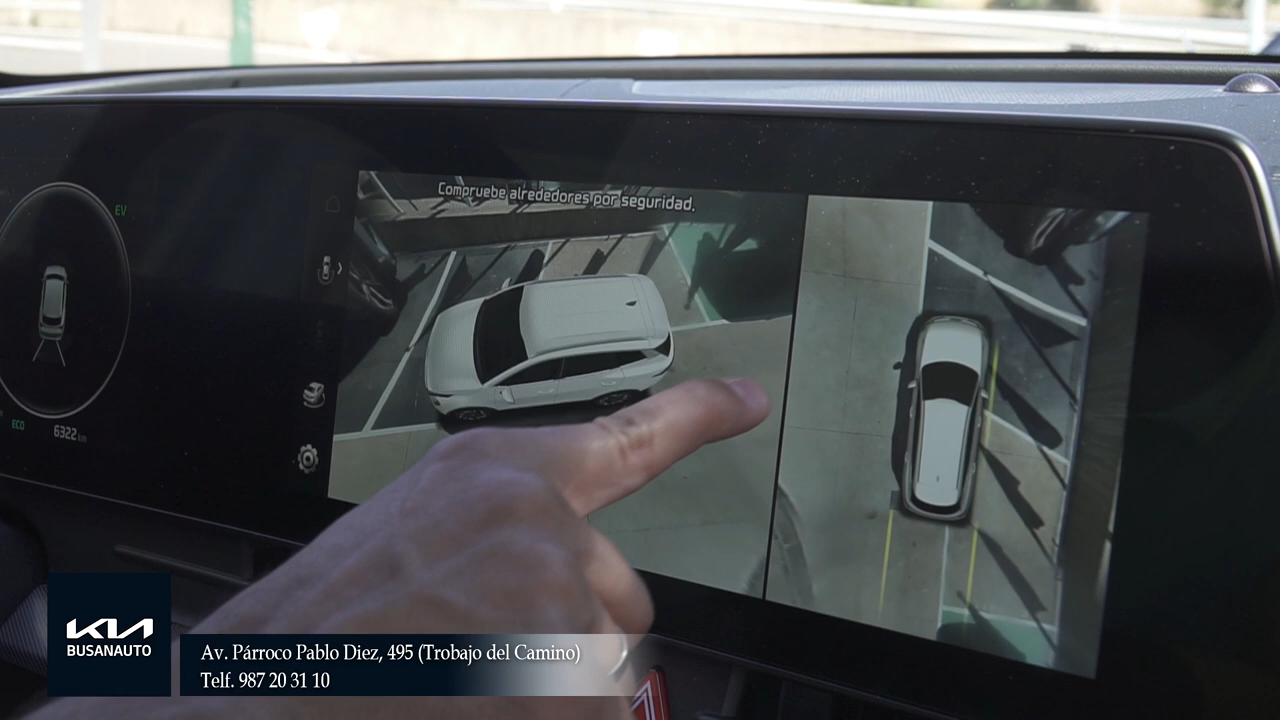 Compruebe alrededores por seguridad.
EV
ECO
6322 km
KIA
BUSANAUTO
Av. Párroco Pablo Diez, 495 (Trobajo del Camino)
Telf. 987 20 31 10